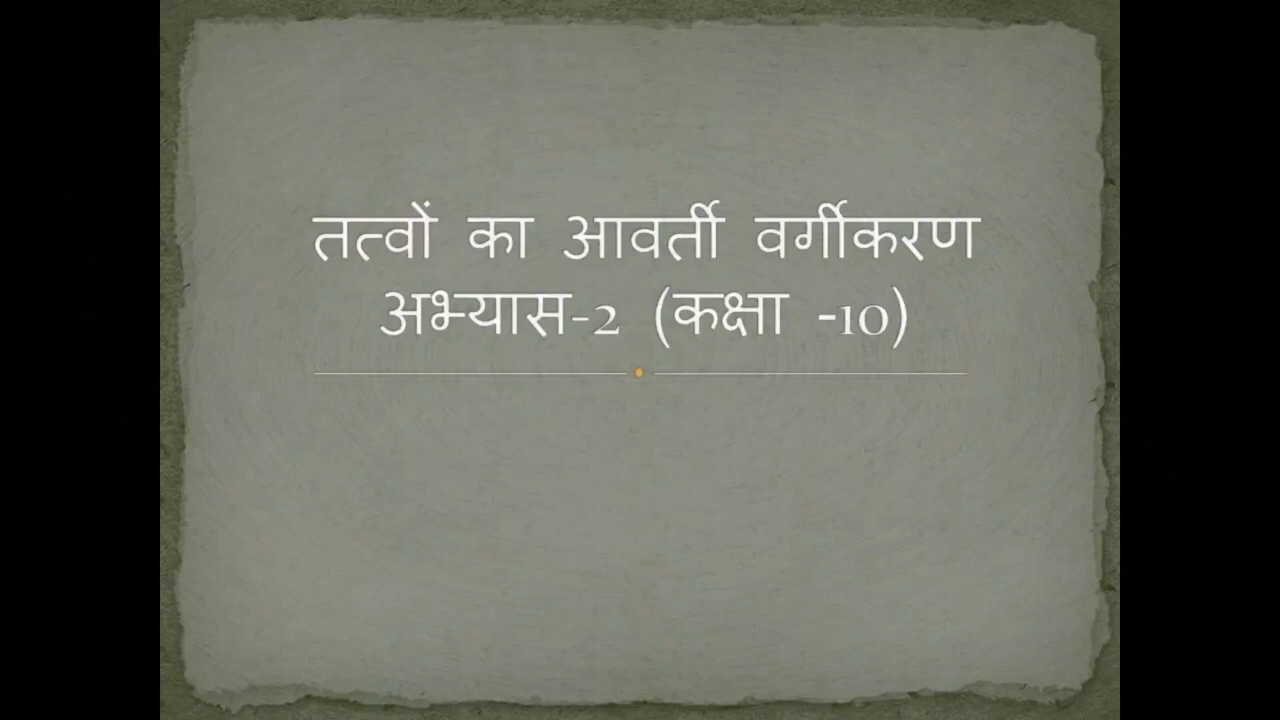 तत्वों का आवर्ती वर्गीकरण
अभ्यास-2 (कक्षा -10)